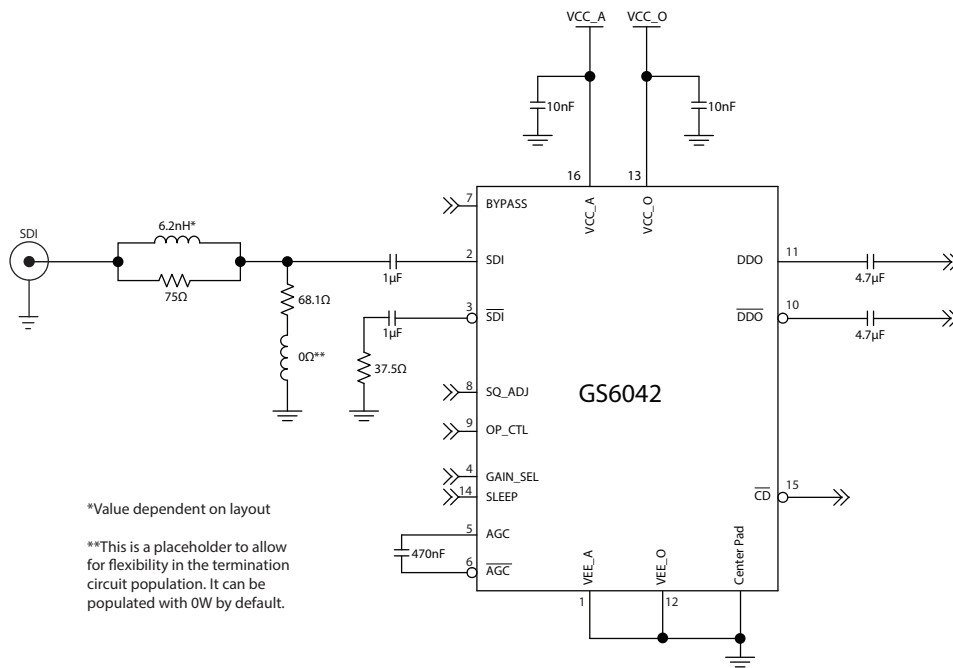 VCC_A
VCC_O
10nF
10nF
16
13
7
BYPASS
VCC_A
VCC_O
SDI
6.2nH*
75Ω
2
SDI
1μF
11
DDO
4.7μF
68.1Ω
3
SDI
1μF
10
DDO
4.7μF
0Ω**
37.5Ω
8
SQ_ADJ
GS6042
9
OP_CTL
4
GAIN_SEL
14
SLEEP
15
CD
*Value dependent on layout
5
AGC
470nF
6
AGC
**This is a placeholder to allow
for flexibility in the termination
circuit population. It can be
populated with 0W by default.
VEE_A
VEE_O
Center Pad
1
12